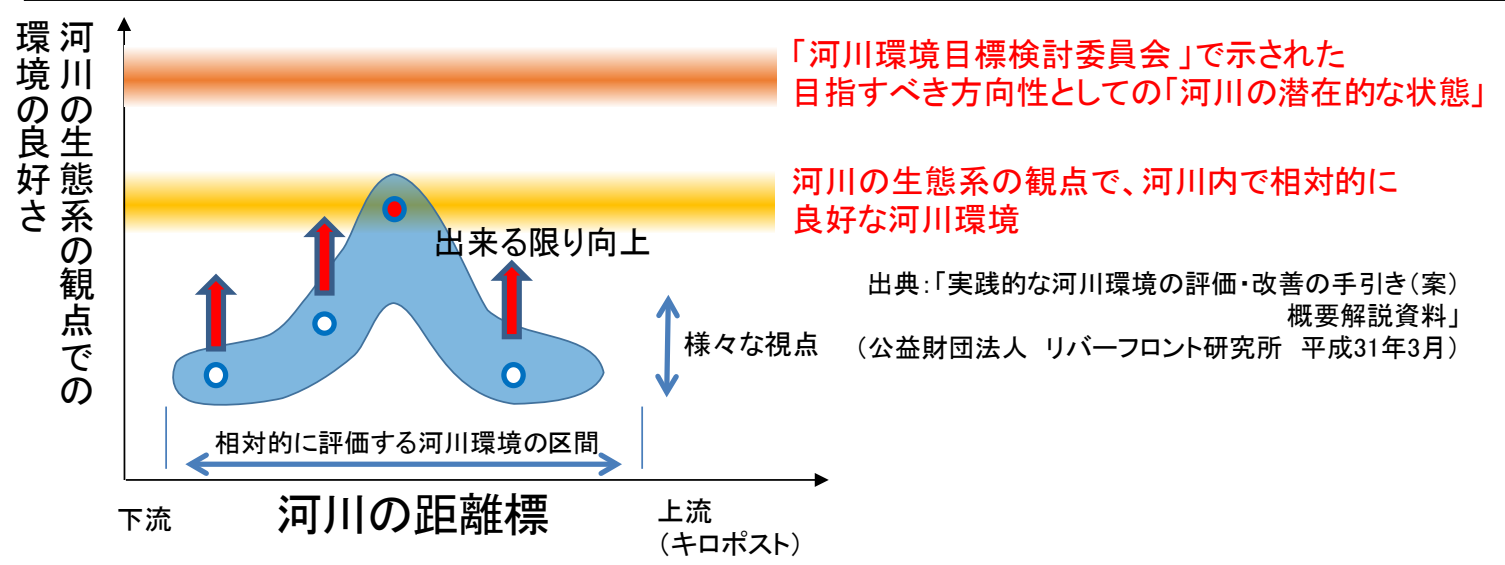 河川の生態系の観点での
環境の良好さ
「河川環境目標検討委員会」で示された
目指すべき方向性としての「河川の潜在的な状態」
河川の生態系の観点で、河川内で相対的に
良好な河川環境
出来る限り向上
出典:「実践的な河川環境の評価・改善の手引き(案)
概要解説資料」
(公益財団法人 リバーフロント研究所 平成31年3月)
様々な視点
相対的に評価する河川環境の区間
下流
河川の距離標
上流
(キロポスト)